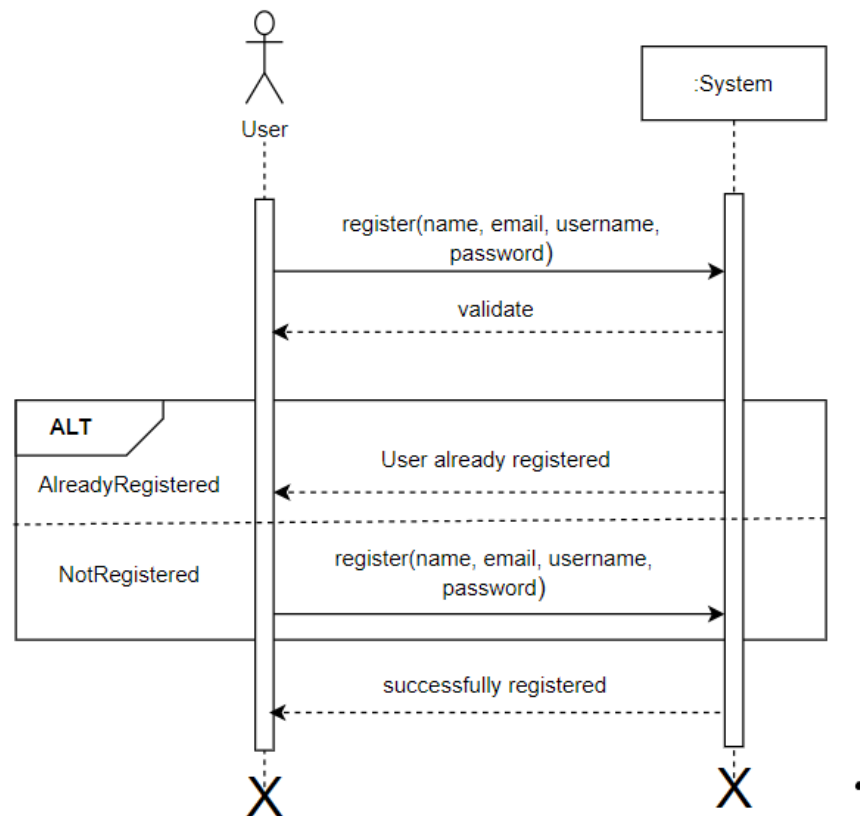 User
:System
register(name, email, username,
password)
validate
ALT
User already registered
AlreadyRegistered
register(name, email, username,
password)
NotRegistered
successfully registered
X
X